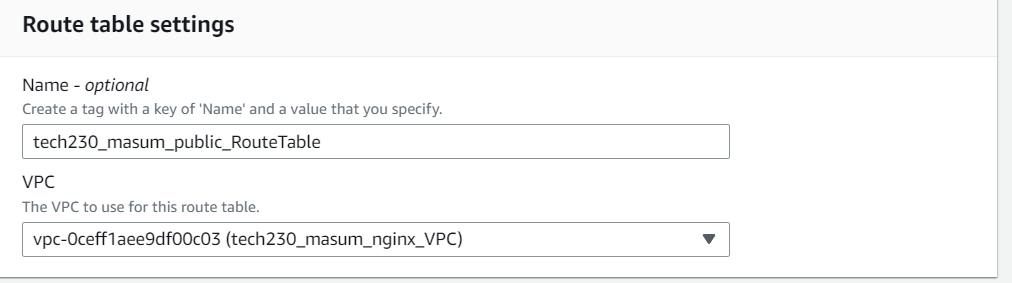 Route table settings
Name - optional
Create a tag with a key of 'Name' and a value that you specify.
tech230_masum_public_RouteTable
VPC
The VPC to use for this route table.
vpc-0ceff1aee9df00c03 (tech230_masum_nginx_VPC)